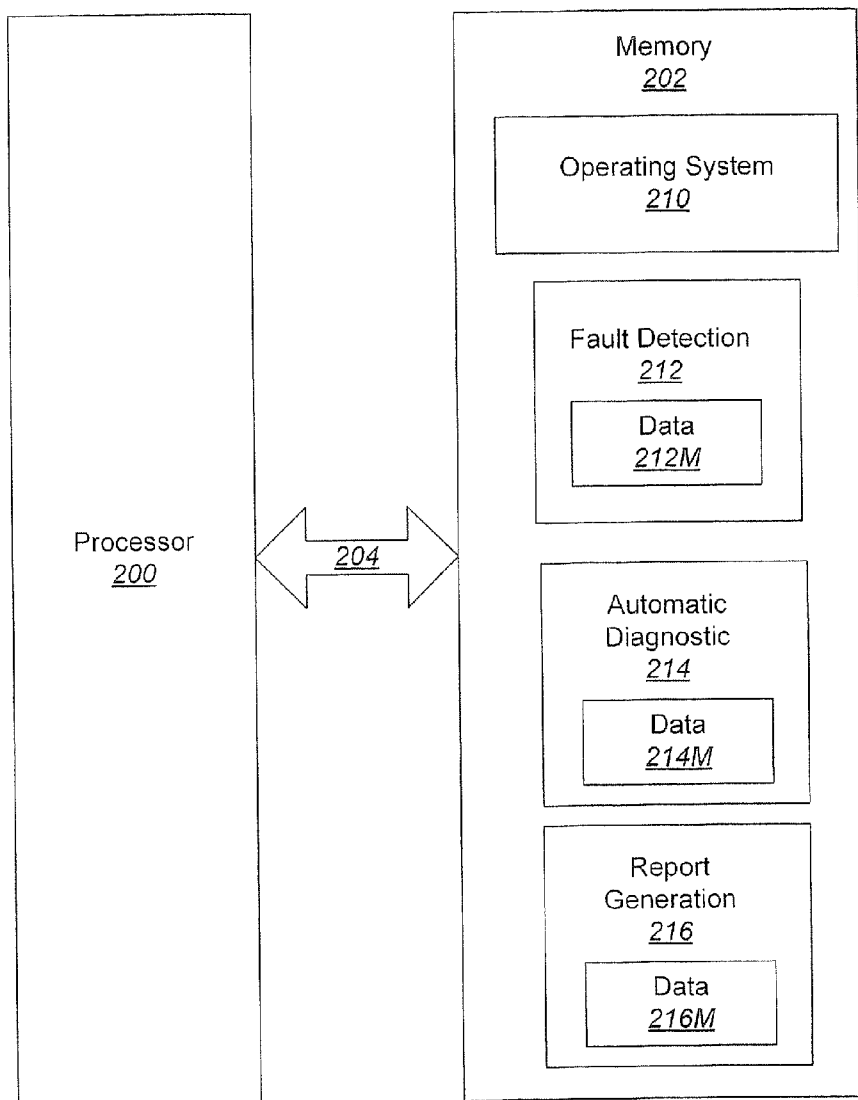 Memory
202
Operating System
210
Fault Detection
212
Data
212M
Processor
200
204
Automatic
Diagnostic
214
Data
214M
Report
Generation
216
Data
216M